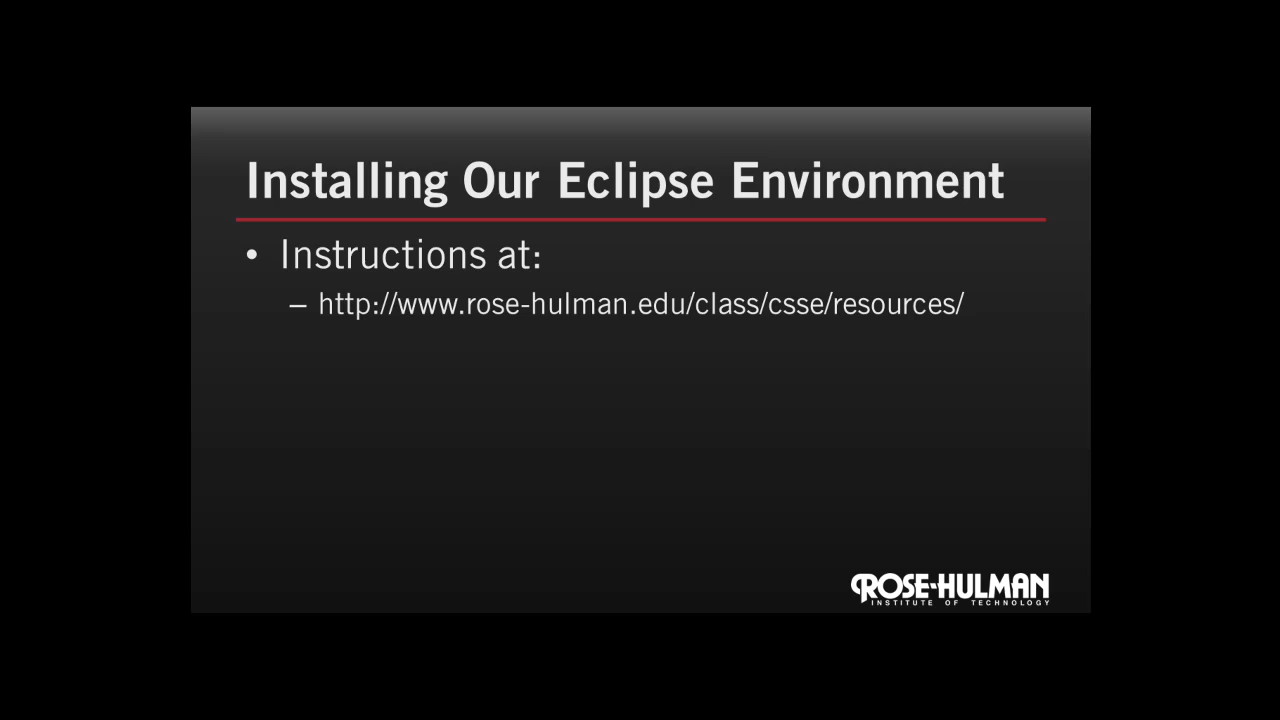 Installing Our Eclipse Environment
• Instructions at:
– http://www.rose-hulman.edu/class/csse/resources/
ROSE-HULMAN
INSTITUTE OF TECHNOLOGY